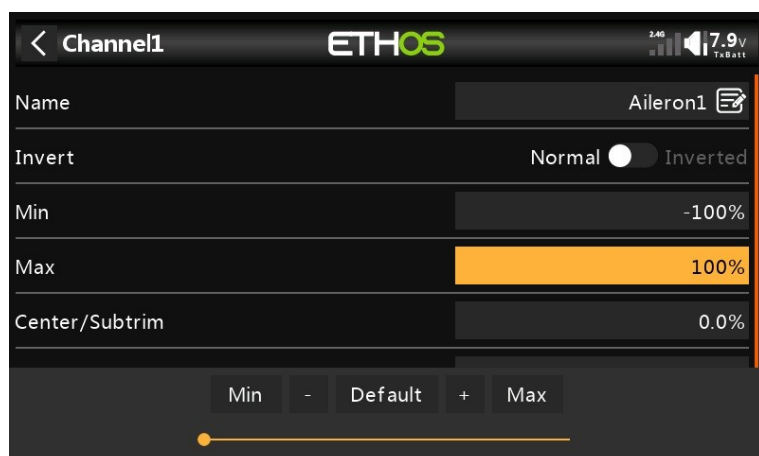 Channel1 ETHOS 2.4G 7.9V
TxBatt
Name Aileron1
Invert Normal Inverted
Min -100%
Max 100%
Center/Subtrim 0.0%
Min - Default + Max